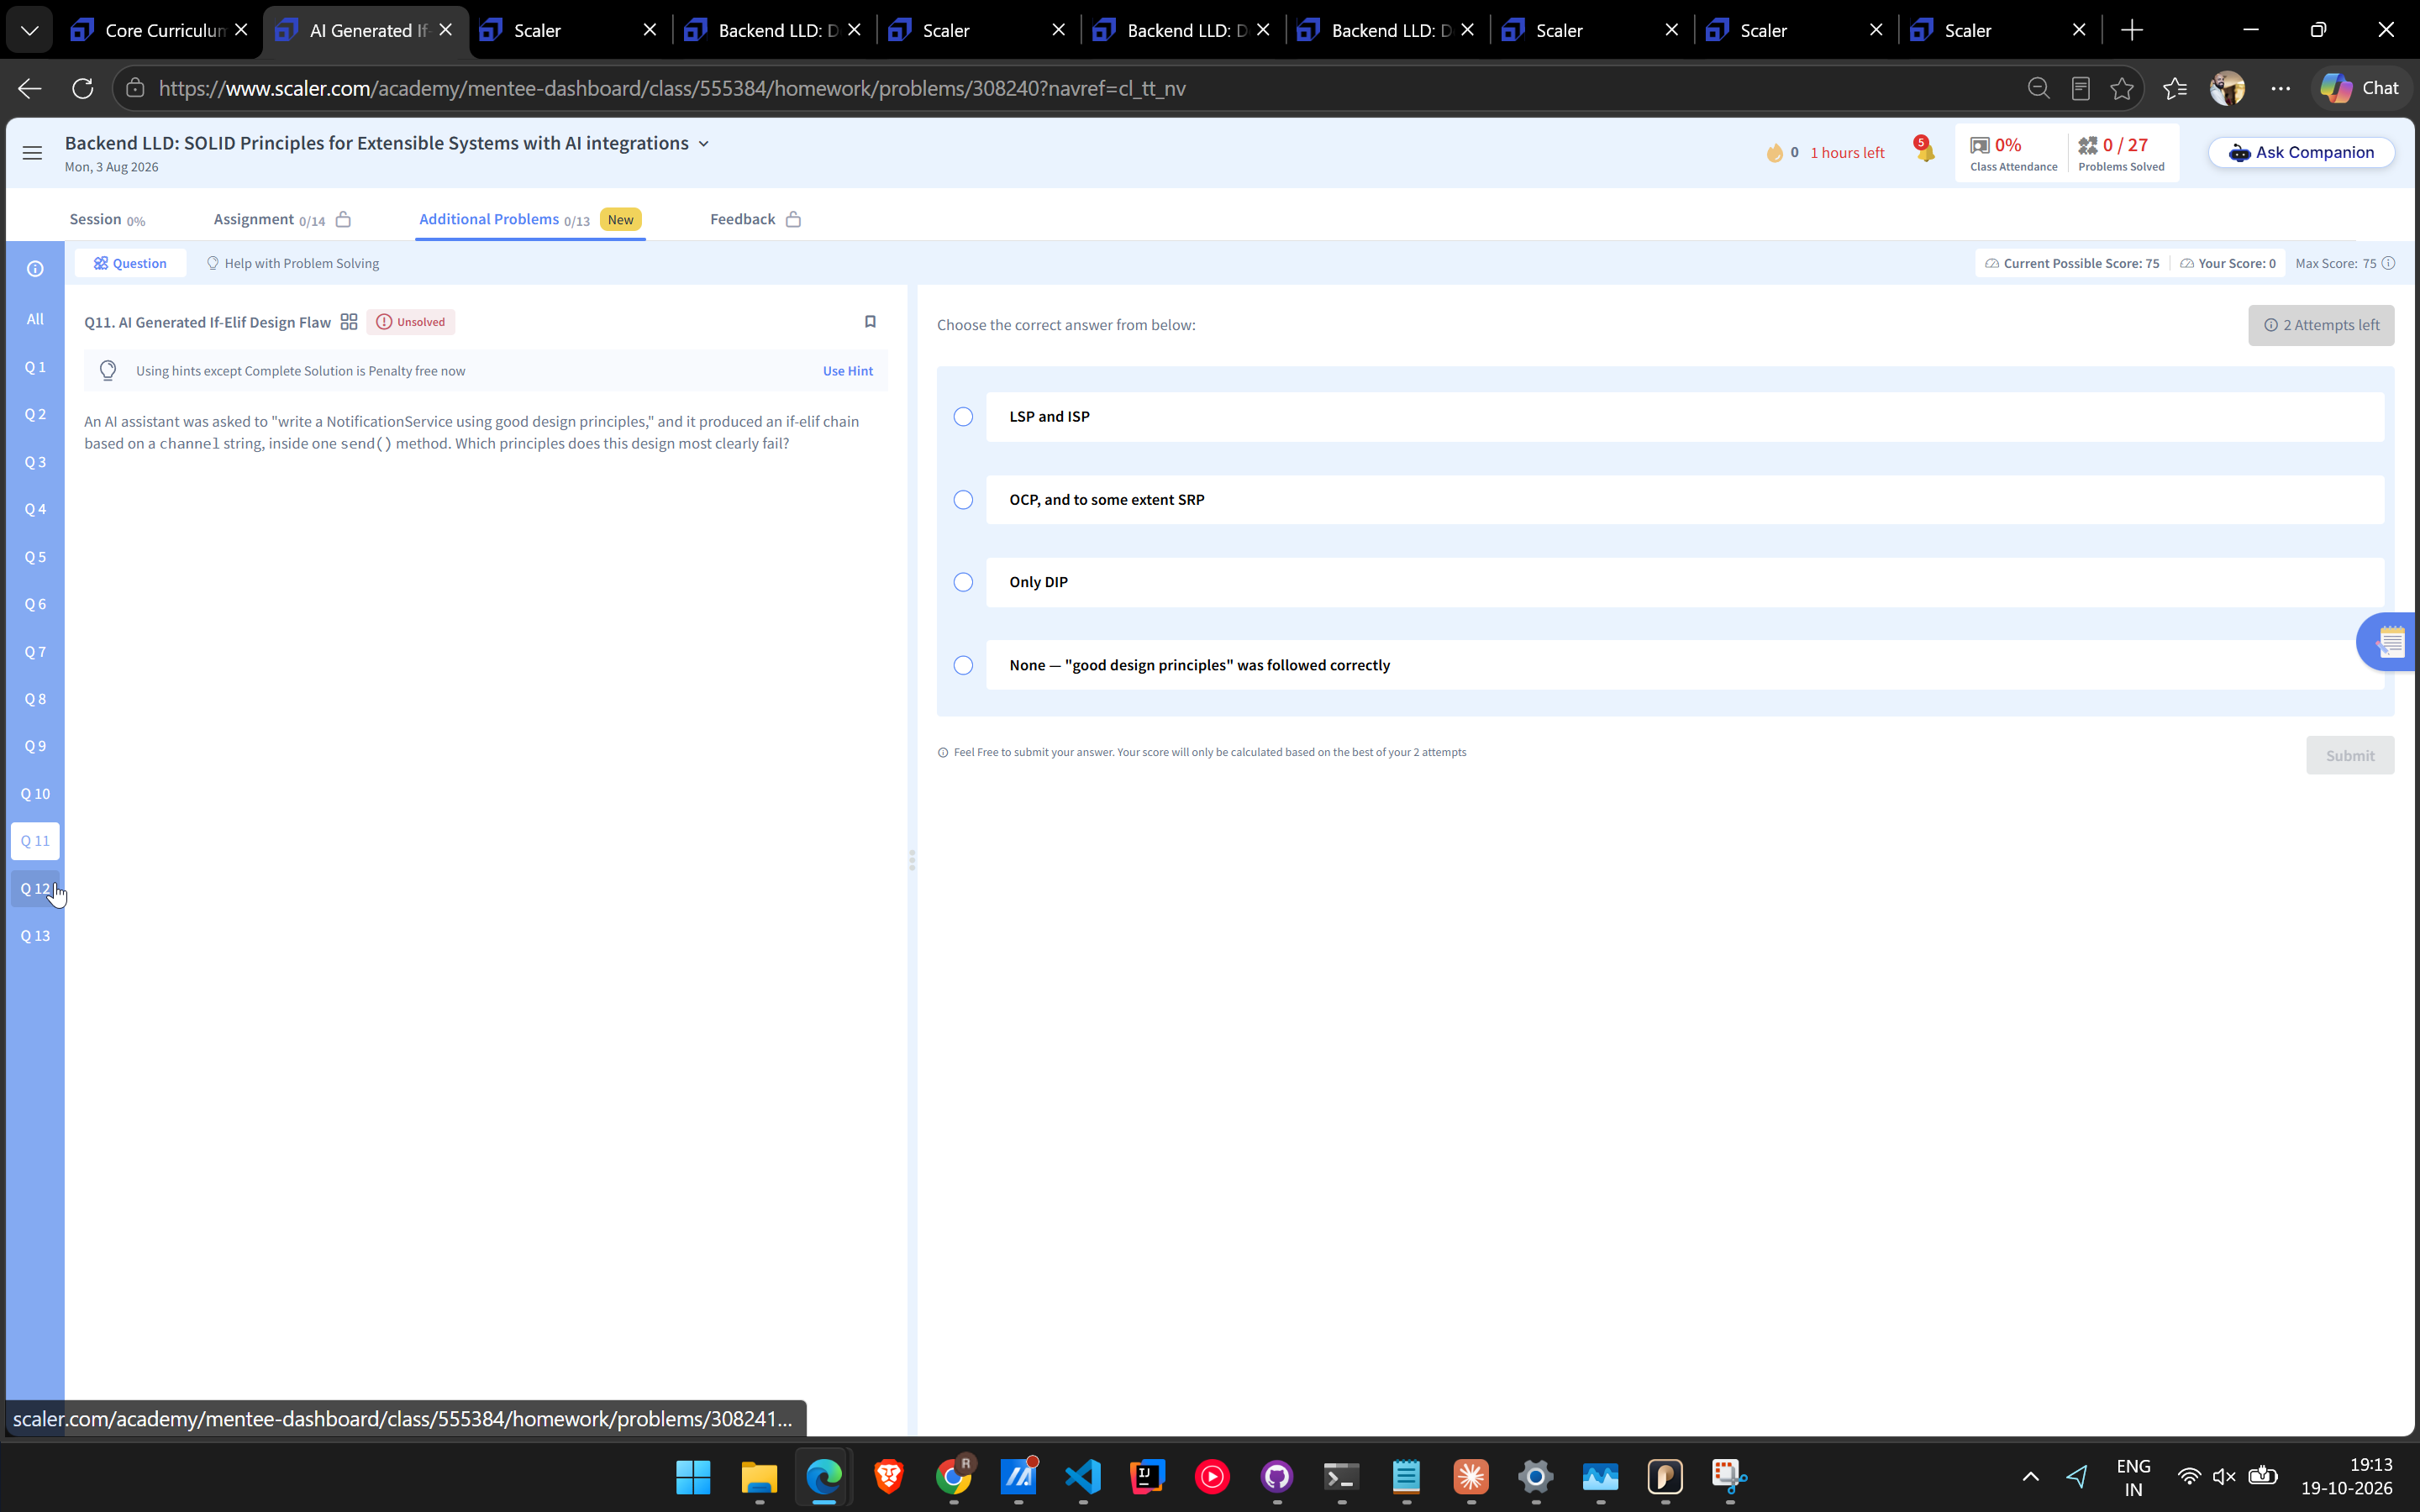 Core Curriculum
AI Generated If-
Scaler
Backend LLD: D
Scaler
Backend LLD: D
Backend LLD: D
Scaler
Scaler
Scaler
https://www.scaler.com/academy/mentee-dashboard/class/555384/homework/problems/308240?navref=cl_tt_nv
Chat
Backend LLD: SOLID Principles for Extensible Systems with AI integrations
Mon, 3 Aug 2026
0
1 hours left
5
0%
Class Attendance
0 / 27
Problems Solved
Ask Companion
Session 0%
Assignment 0/14
Additional Problems 0/13 New
Feedback
Question
Help with Problem Solving
Current Possible Score: 75
Your Score: 0
Max Score: 75
All
Q 1
Q 2
Q 3
Q 4
Q 5
Q 6
Q 7
Q 8
Q 9
Q 10
Q 11
Q 12
Q 13
Q11. AI Generated If-Elif Design Flaw
Unsolved
Using hints except Complete Solution is Penalty free now
Use Hint
An AI assistant was asked to "write a NotificationService using good design principles," and it produced an if-elif chain
based on a channel string, inside one send() method. Which principles does this design most clearly fail?
Choose the correct answer from below:
2 Attempts left
LSP and ISP
OCP, and to some extent SRP
Only DIP
None — "good design principles" was followed correctly
Feel Free to submit your answer. Your score will only be calculated based on the best of your 2 attempts
Submit
scaler.com/academy/mentee-dashboard/class/555384/homework/problems/308241...
R
IJ
ENG
IN
19:13
19-10-2026